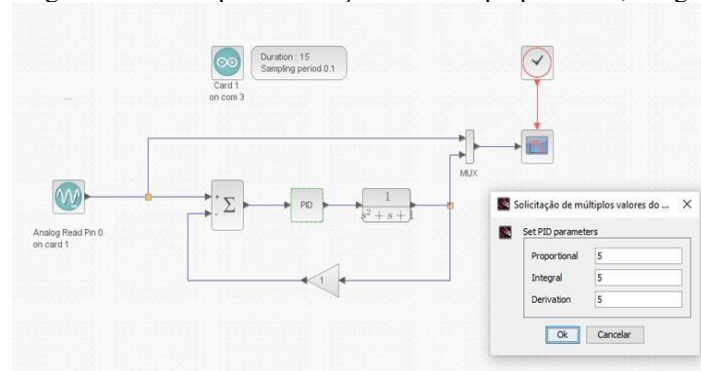 Duration : 15
Sampling period 0.1
Card 1
on com 3
...
MUX
+
-
Σ
PID
1
s² + s + 1
Analog Read Pin 0
on card 1
1
Solicitação de múltiplos valores do ...
Set PID parameters
Proportional 5
Integral 5
Derivation 5
Ok Cancelar